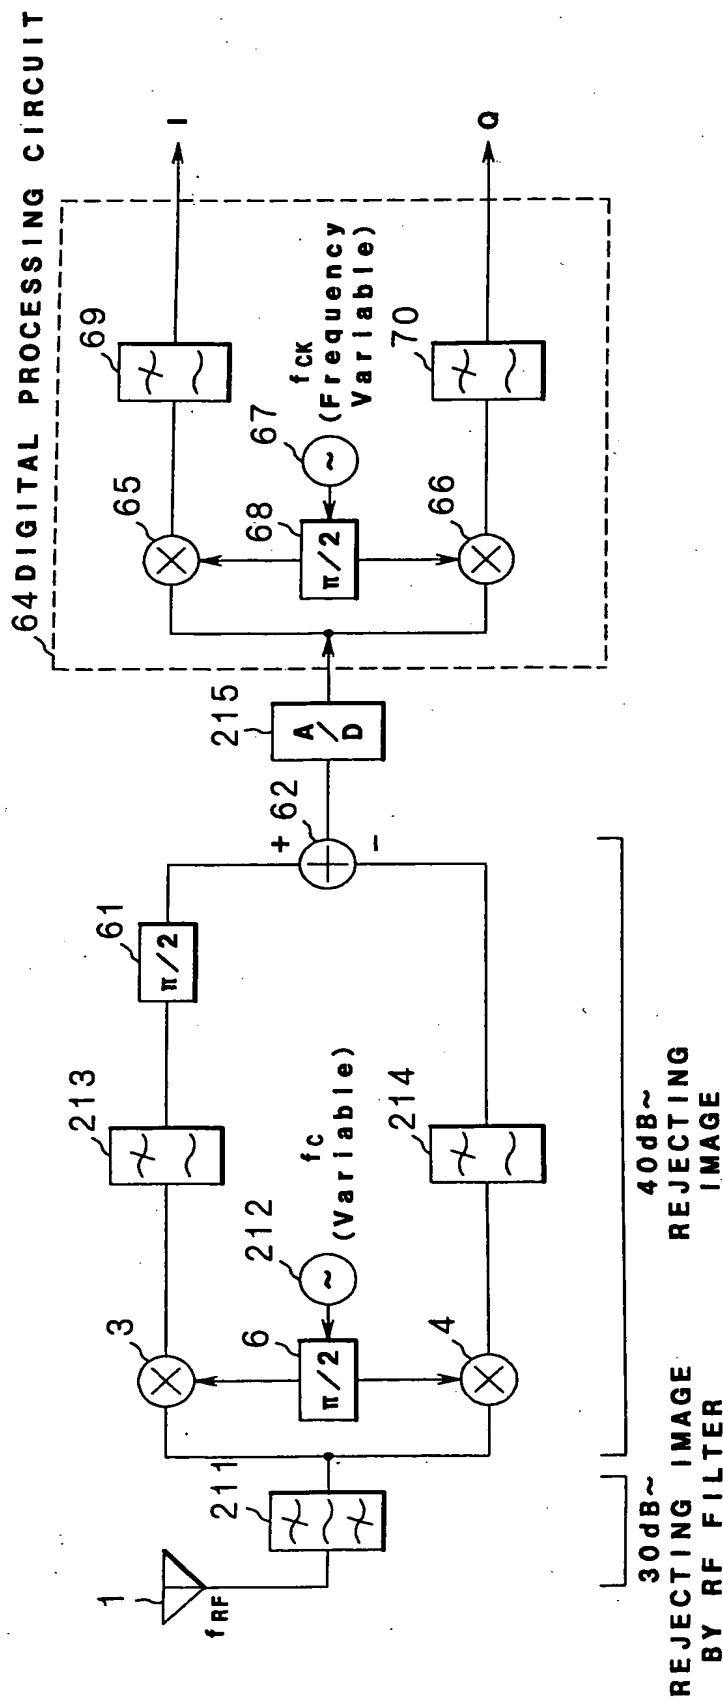 64 DIGITAL PROCESSING CIRCUIT
1
fRF
211
3
6
π/2
4
212
~
fC
(Variable)
213
214
61
π/2
+
62
-
215
A/D
65
68
π/2
66
67
~
fCK
(Frequency
Variable)
69
70
I
Q
30dB~
REJECTING IMAGE
BY RF FILTER
40dB~
REJECTING
IMAGE